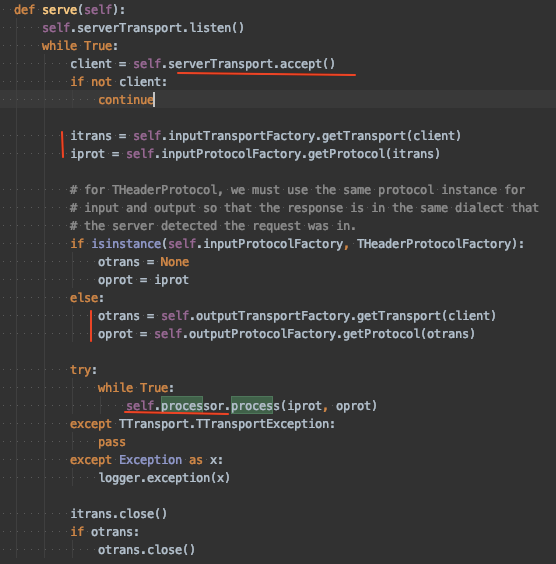 def serve(self):
self.serverTransport.listen()
while True:
client = self.serverTransport.accept()
if not client:
continue
itrans = self.inputTransportFactory.getTransport(client)
iprot = self.inputProtocolFactory.getProtocol(itrans)
# for THeaderProtocol, we must use the same protocol instance for
# input and output so that the response is in the same dialect that
# the server detected the request was in.
if isinstance(self.inputProtocolFactory, THeaderProtocolFactory):
otrans = None
oprot = iprot
else:
otrans = self.outputTransportFactory.getTransport(client)
oprot = self.outputProtocolFactory.getProtocol(otrans)
try:
while True:
self.processor.process(iprot, oprot)
except TTransport.TTransportException:
pass
except Exception as x:
logger.exception(x)
itrans.close()
if otrans:
otrans.close()